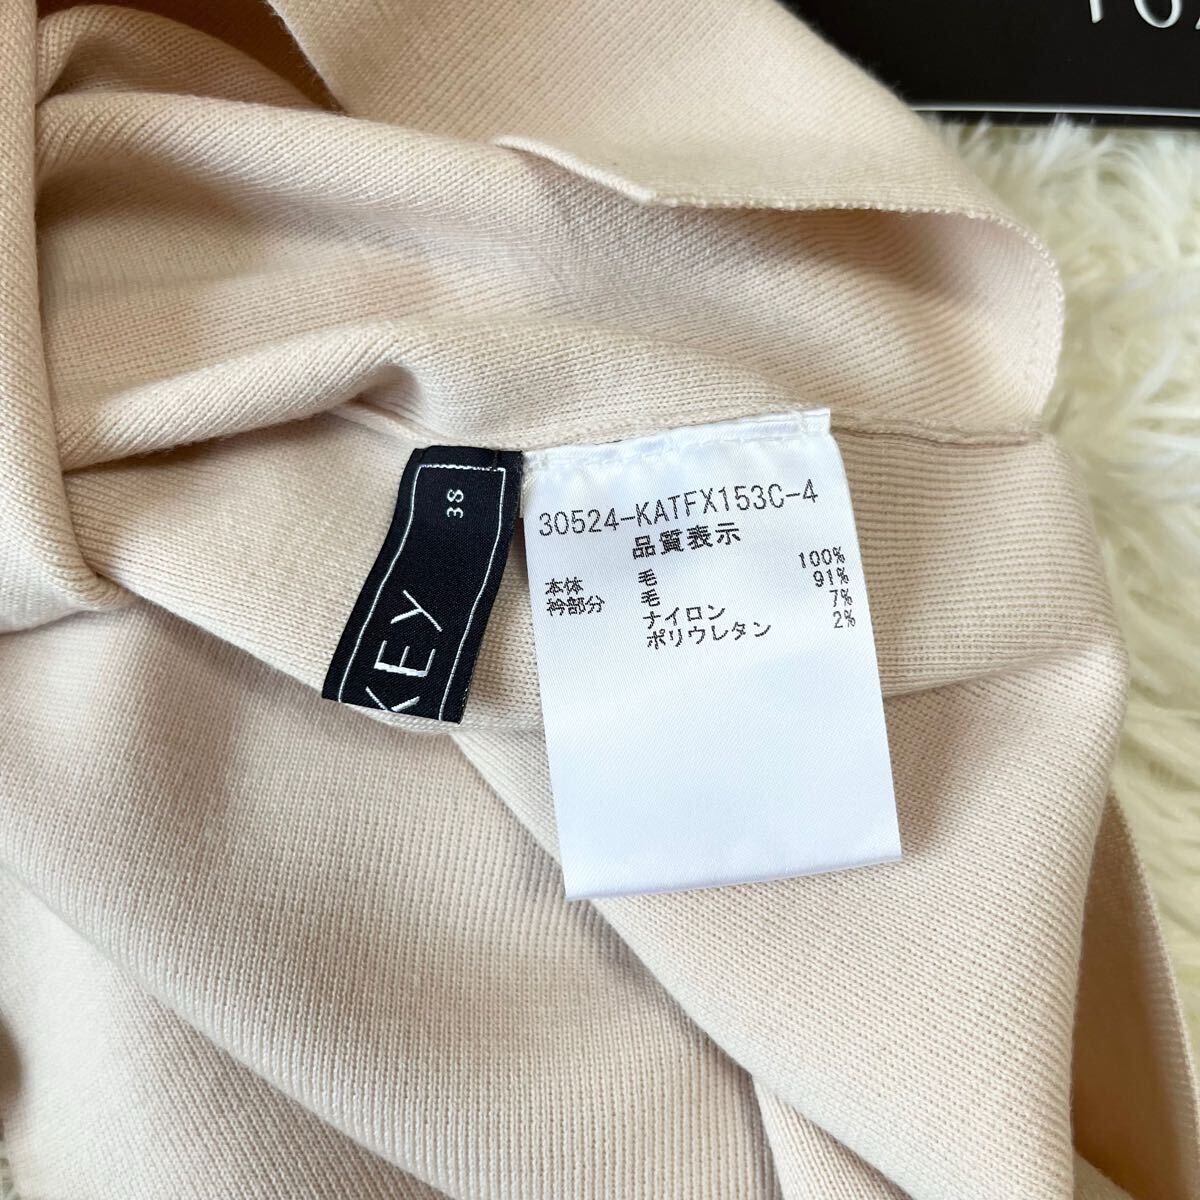 30524-KATFX153C-4
品質表示
本体 毛 100%
衿部分 毛 91%
ナイロン 7%
ポリウレタン 2%
38
KEY